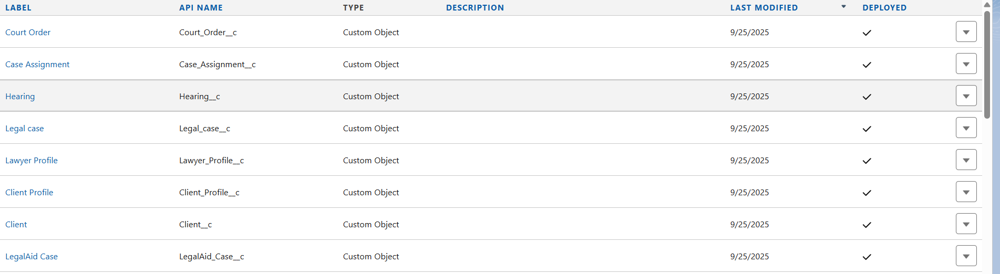 LABEL API NAME TYPE DESCRIPTION LAST MODIFIED DEPLOYED
Court Order Court_Order__c Custom Object 9/25/2025
Case Assignment Case_Assignment__c Custom Object 9/25/2025
Hearing Hearing__c Custom Object 9/25/2025
Legal case Legal_case__c Custom Object 9/25/2025
Lawyer Profile Lawyer_Profile__c Custom Object 9/25/2025
Client Profile Client_Profile__c Custom Object 9/25/2025
Client Client__c Custom Object 9/25/2025
LegalAid Case LegalAid_Case__c Custom Object 9/25/2025